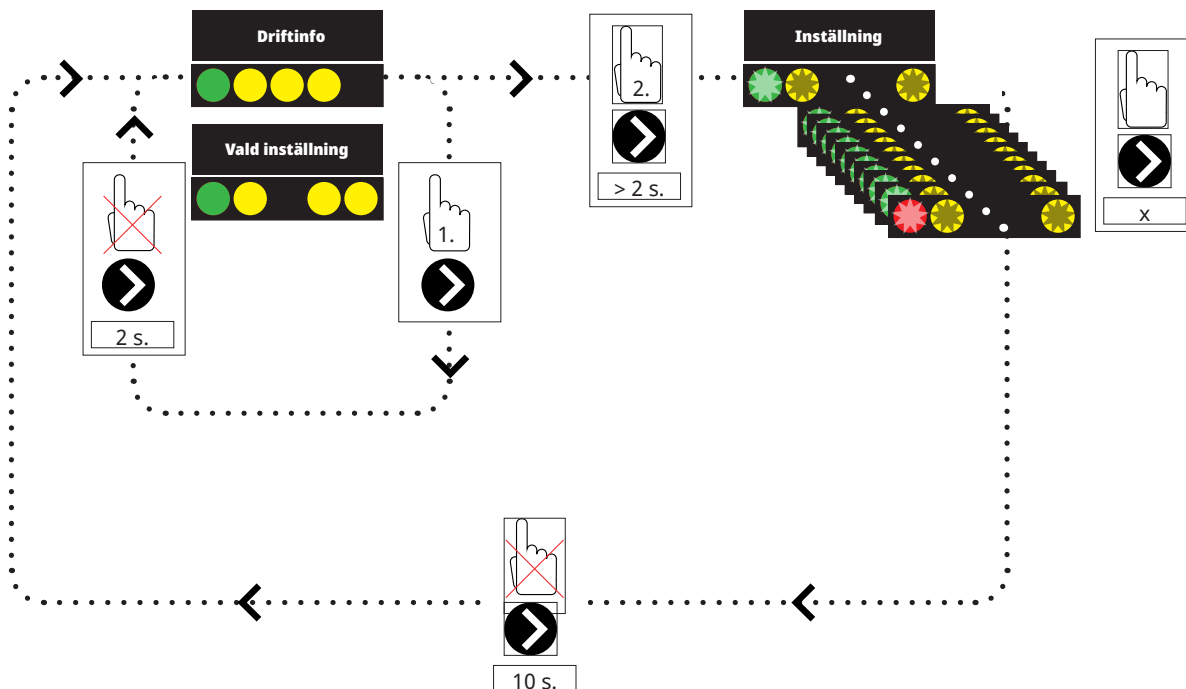 Driftinfo
Vald inställning
2 s.
1.
2.
> 2 s.
Inställning
x
10 s.